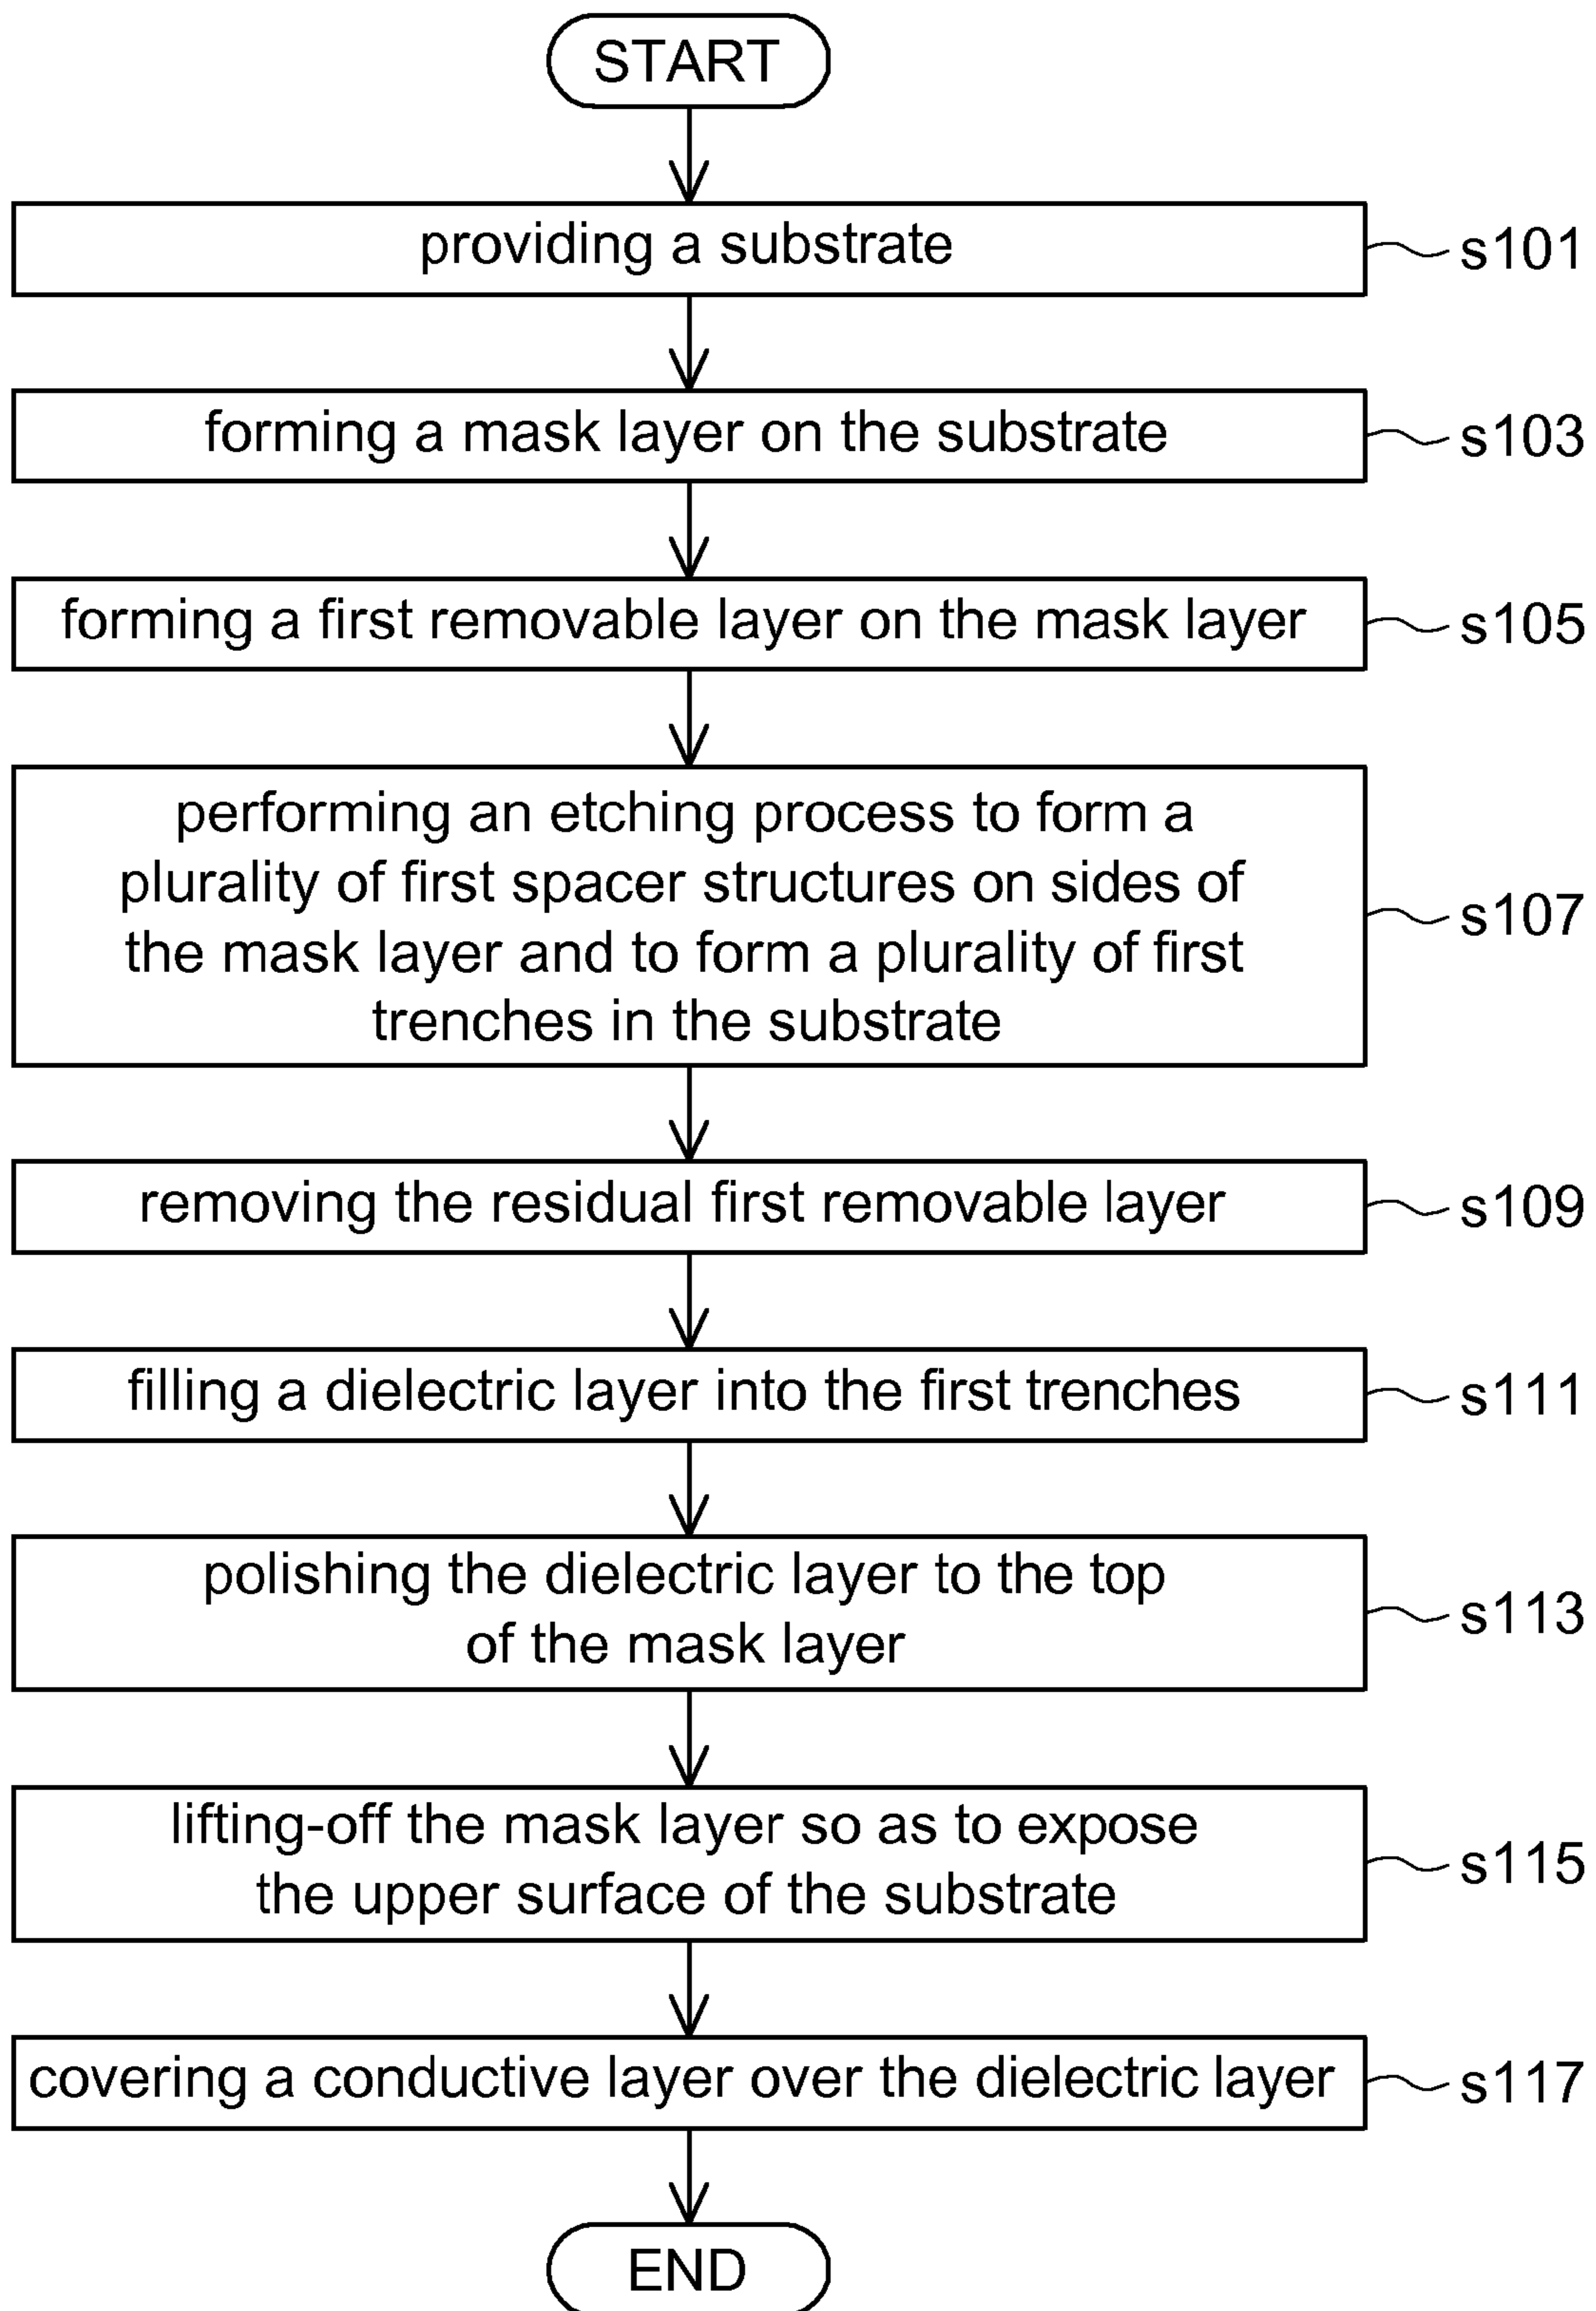 START
providing a substrate
s101
forming a mask layer on the substrate
s103
forming a first removable layer on the mask layer
s105
performing an etching process to form a
plurality of first spacer structures on sides of
the mask layer and to form a plurality of first
trenches in the substrate
s107
removing the residual first removable layer
s109
filling a dielectric layer into the first trenches
s111
polishing the dielectric layer to the top
of the mask layer
s113
lifting-off the mask layer so as to expose
the upper surface of the substrate
s115
covering a conductive layer over the dielectric layer
s117
END